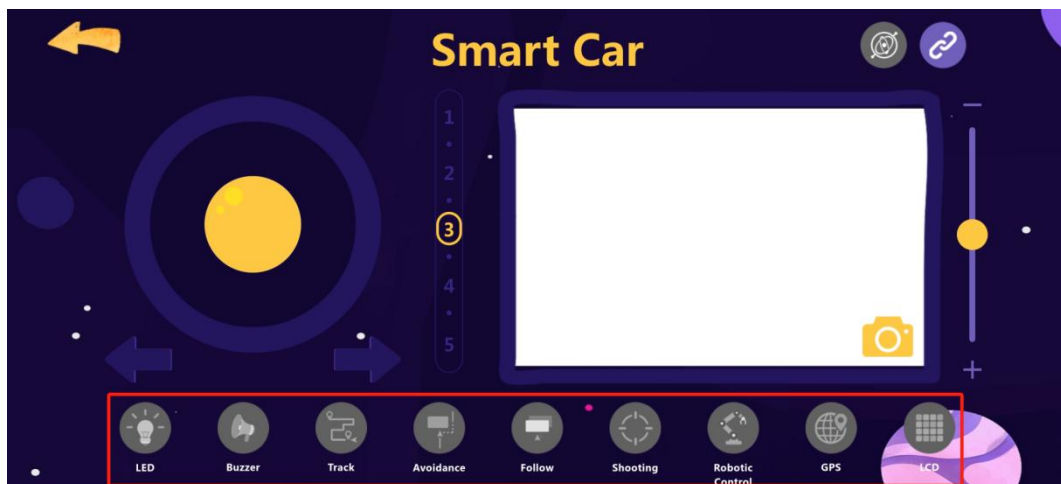 Smart Car
1
2
3
4
5
LED
Buzzer
Track
Avoidance
Follow
Shooting
Robotic
Control
GPS
LCD